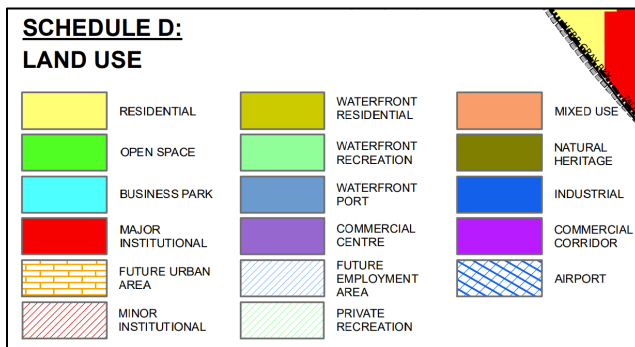 SCHEDULE D:
LAND USE
RESIDENTIAL
WATERFRONT
RESIDENTIAL
MIXED USE
OPEN SPACE
WATERFRONT
RECREATION
NATURAL
HERITAGE
BUSINESS PARK
WATERFRONT
PORT
INDUSTRIAL
MAJOR
INSTITUTIONAL
COMMERCIAL
CENTRE
COMMERCIAL
CORRIDOR
FUTURE URBAN
AREA
FUTURE
EMPLOYMENT
AREA
AIRPORT
MINOR
INSTITUTIONAL
PRIVATE
RECREATION